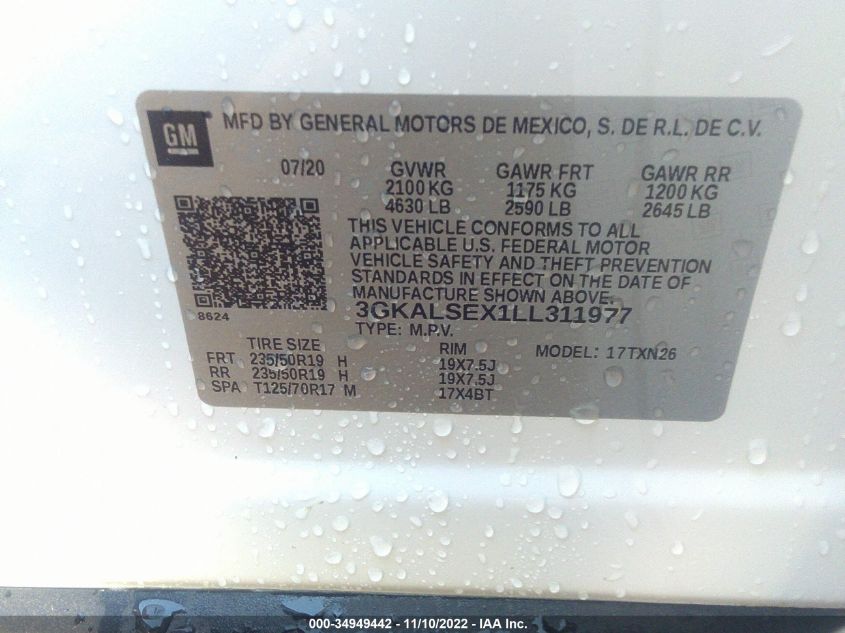 GM
MFD BY GENERAL MOTORS DE MEXICO, S. DE R.L. DE C.V.
07/20 GVWR GAWR FRT GAWR RR
2100 KG 1175 KG 1200 KG
4630 LB 2590 LB 2645 LB
THIS VEHICLE CONFORMS TO ALL
APPLICABLE U.S. FEDERAL MOTOR
VEHICLE SAFETY AND THEFT PREVENTION
STANDARDS IN EFFECT ON THE DATE OF
MANUFACTURE SHOWN ABOVE.
8624
3GKALSEX1LL311977
TYPE: M.P.V.
TIRE SIZE RIM MODEL: 17TXN26
FRT 235/50R19 H 19X7.5J
RR 235/50R19 H 19X7.5J
SPA T125/70R17 M 17X4BT
000-34949442 - 11/10/2022 - IAA Inc.